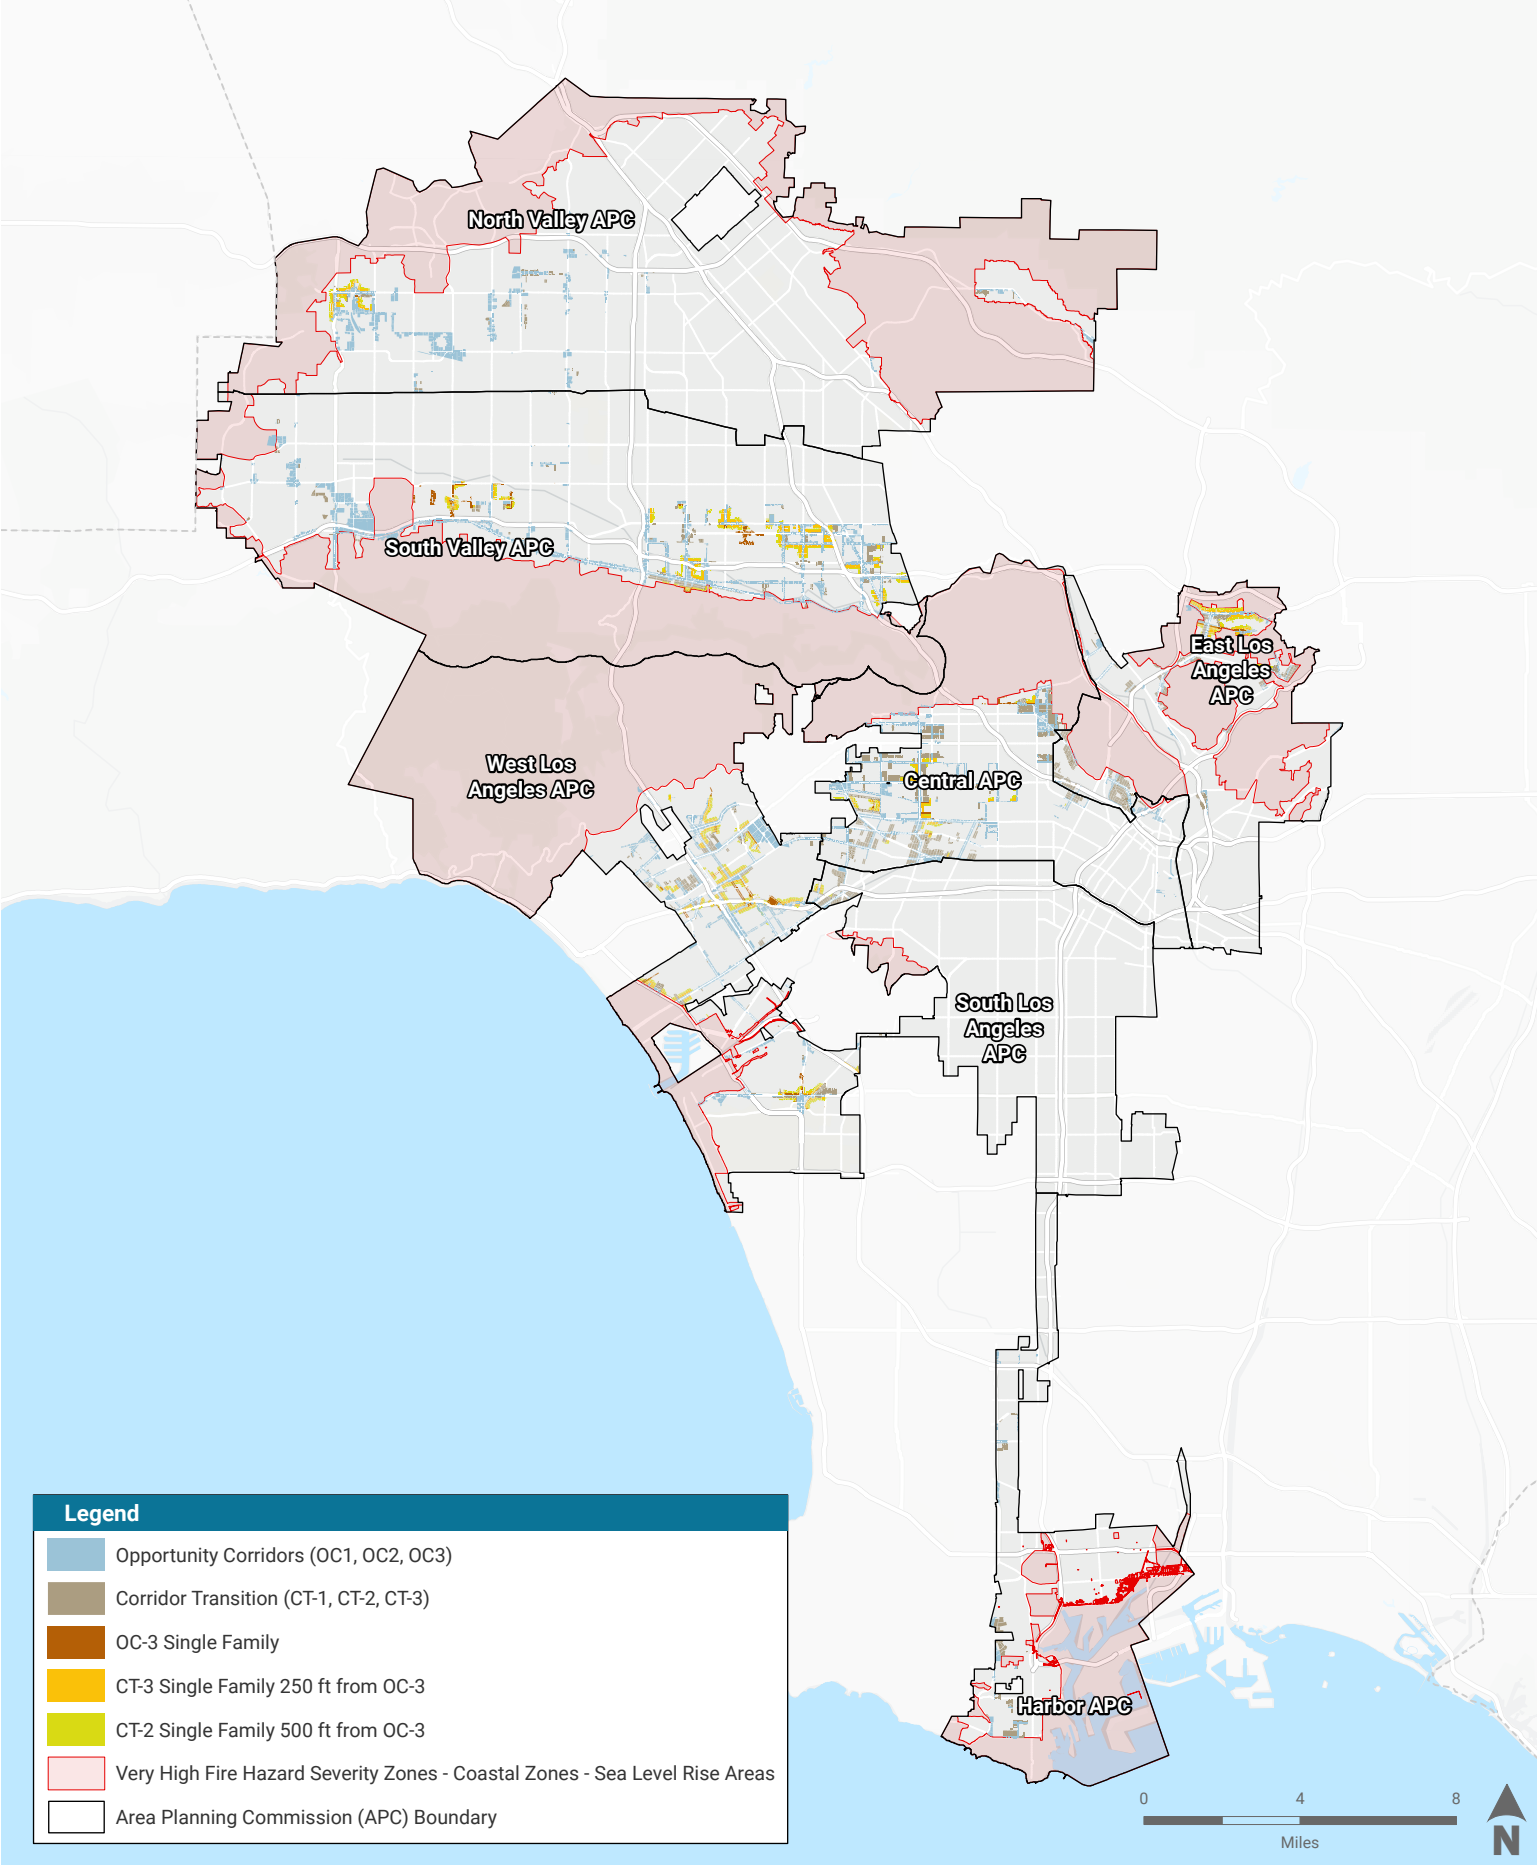 North Valley APC
South Valley APC
East Los
Angeles
APC
West Los
Angeles APC
Central APC
South Los
Angeles
APC
Harbor APC
Legend
Opportunity Corridors (OC1, OC2, OC3)
Corridor Transition (CT-1, CT-2, CT-3)
OC-3 Single Family
CT-3 Single Family 250 ft from OC-3
CT-2 Single Family 500 ft from OC-3
Very High Fire Hazard Severity Zones - Coastal Zones - Sea Level Rise Areas
Area Planning Commission (APC) Boundary
0 4 8
Miles
N